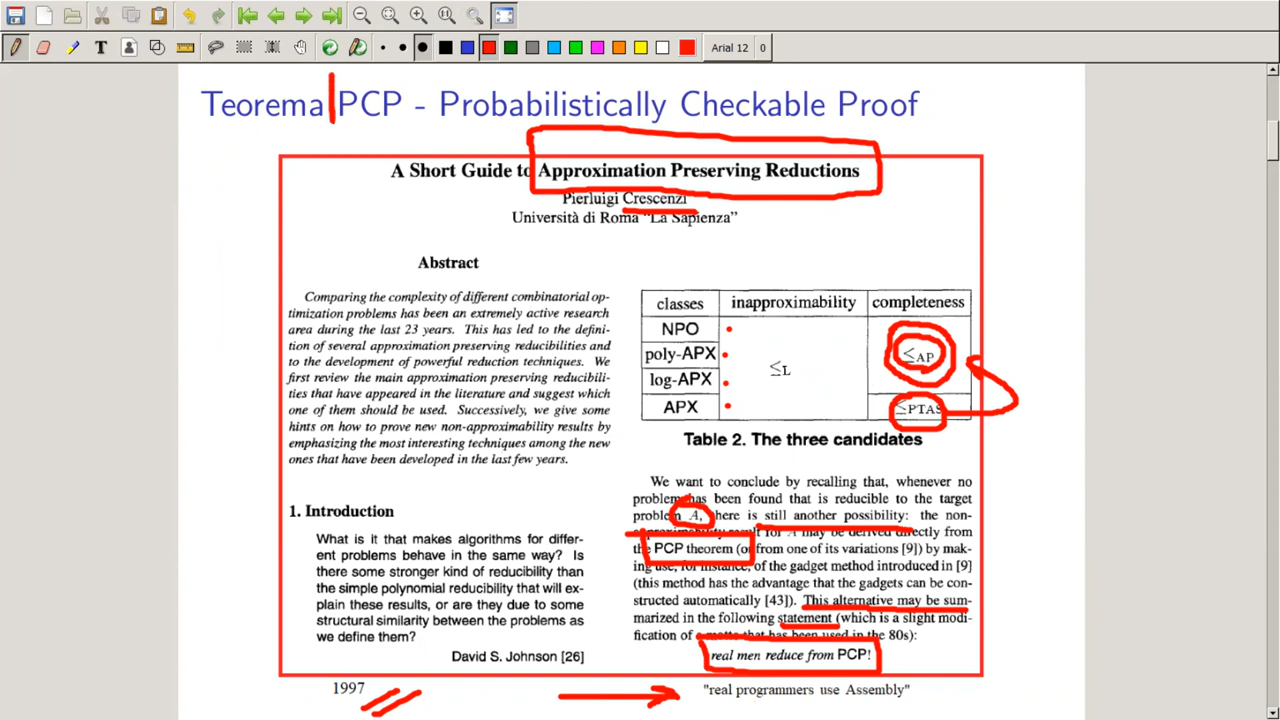 Arial 12
0
Teorema PCP - Probabilistically Checkable Proof
A Short Guide to Approximation Preserving Reductions
Pierluigi Crescenzi
Università di Roma "La Sapienza"
Abstract
Comparing the complexity of different combinatorial op-
timization problems has been an extremely active research
area during the last 23 years. This has led to the defini-
tion of several approximation preserving reducibilities and
to the development of powerful reduction techniques. We
first review the main approximation preserving reducibili-
ties that have appeared in the literature and suggest which
one of them should be used. Successively, we give some
hints on how to prove new non-approximability results by
emphasizing the most interesting techniques among the new
ones that have been developed in the last few years.
1. Introduction
What is it that makes algorithms for differ-
ent problems behave in the same way? Is
there some stronger kind of reducibility than
the simple polynomial reducibility that will ex-
plain these results, or are they due to some
structural similarity between the problems as
we define them?
David S. Johnson [26]
1997
classes inapproximability completeness
NPO
poly-APX ≤AP
≤L
log-APX
APX ≤PTAS
Table 2. The three candidates
We want to conclude by recalling that, whenever no
problem has been found that is reducible to the target
problem A, there is still another possibility: the non-
approximability result for A may be derived directly from
the PCP theorem (or from one of its variations [9]) by mak-
ing use, for instance, of the gadget method introduced in [9]
(this method has the advantage that the gadgets can be con-
structed automatically [43]). This alternative may be sum-
marized in the following statement (which is a slight modi-
fication of a motto that has been used in the 80s):
real men reduce from PCP!
"real programmers use Assembly"